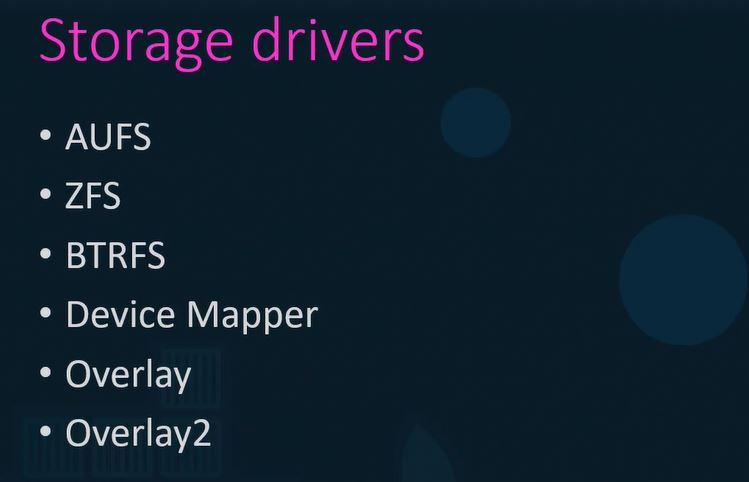 Storage drivers
• AUFS
• ZFS
• BTRFS
• Device Mapper
• Overlay
• Overlay2